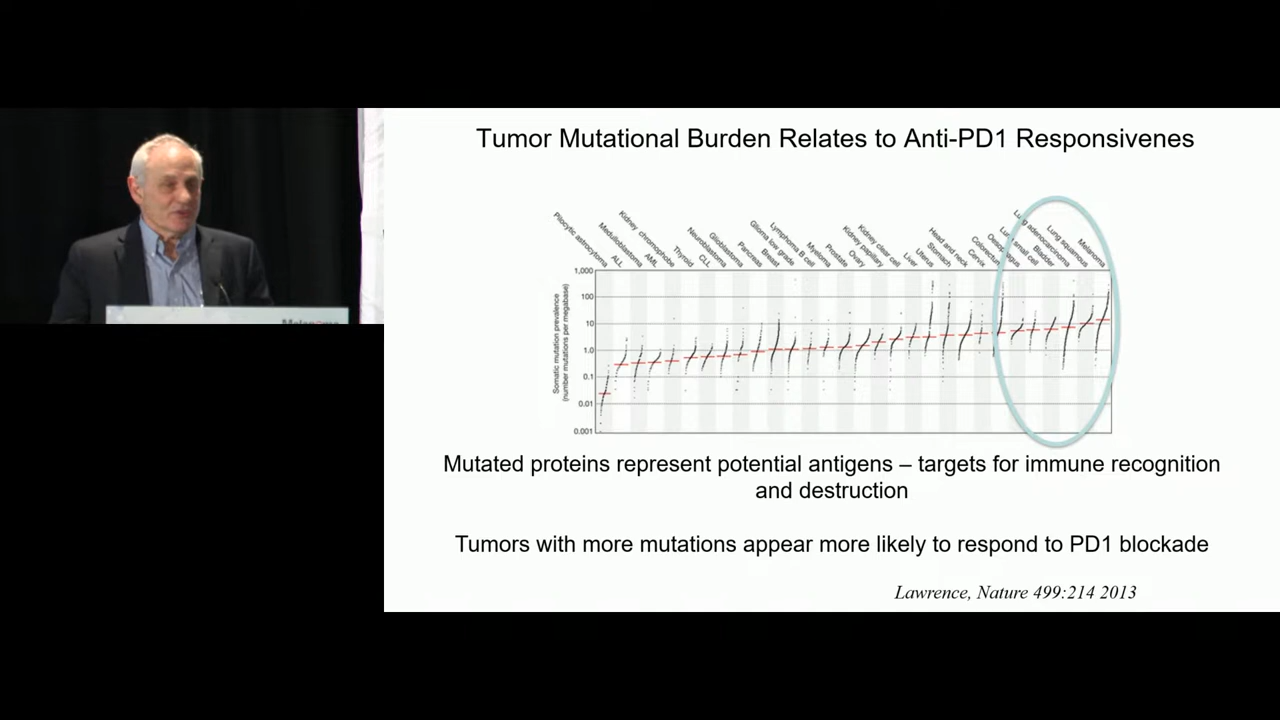 Tumor Mutational Burden Relates to Anti-PD1 Responsivenes
Pilocytic astrocytoma
ALL
Medulloblastoma
AML
Kidney chromophobe
Thyroid
CLL
Neuroblastoma
Glioblastoma
Pancreas
Breast
Glioma low grade
Lymphoma B cell
Myeloma
Prostate
Ovary
Kidney papillary
Kidney clear cell
Liver
Uterus
Stomach
Head and neck
Cervix
Colorectum
Oesophagus
Lung small cell
Bladder
Lung adenocarcinoma
Lung squamous
Melanoma
Somatic mutation prevalence
(number mutations per megabase)
1,000
100
10
1.0
0.1
0.01
0.001
Mutated proteins represent potential antigens – targets for immune recognition
and destruction
Tumors with more mutations appear more likely to respond to PD1 blockade
Lawrence, Nature 499:214 2013